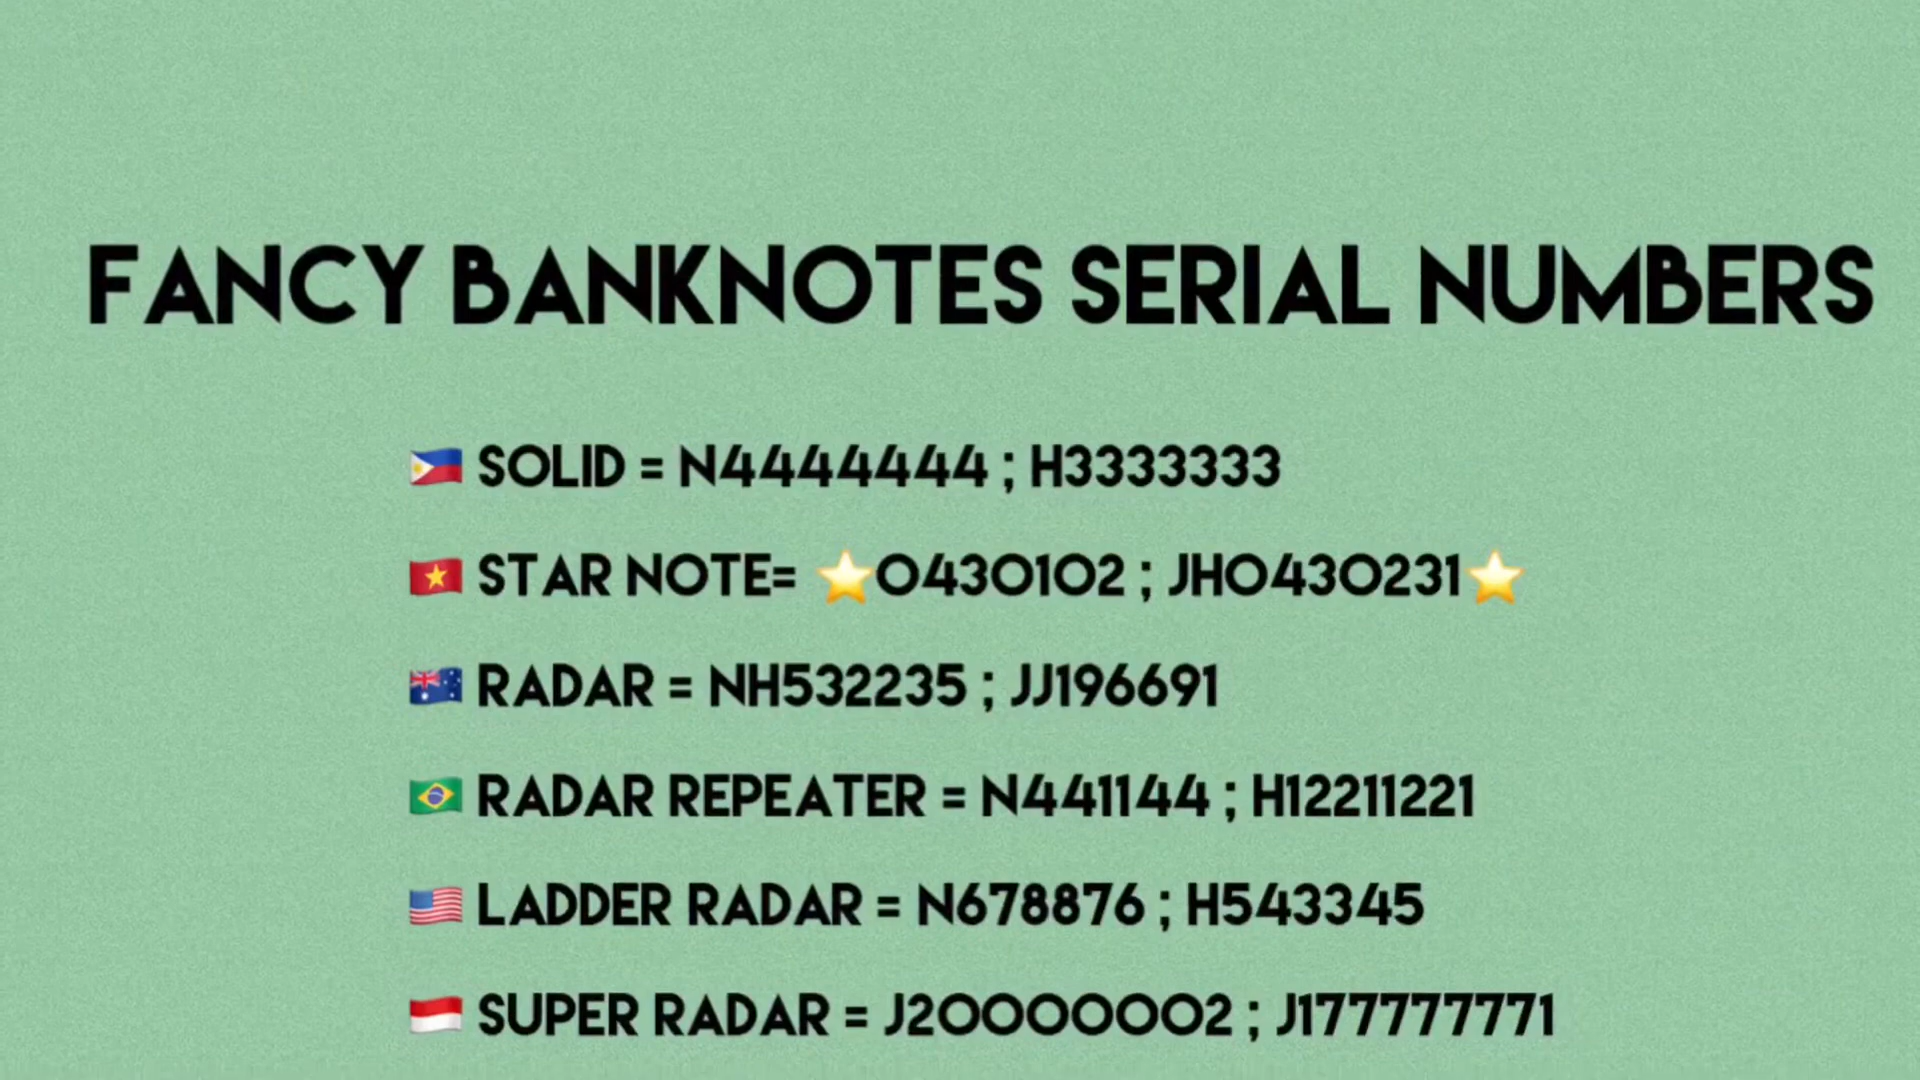 FANCY BANKNOTES SERIAL NUMBERS
🇵🇭 SOLID = N4444444 ; H3333333
🇻🇳 STAR NOTE= ⭐0430102 ; JH0430231⭐
🇦🇺 RADAR = NH532235 ; JJ196691
🇧🇷 RADAR REPEATER = N441144 ; H12211221
🇺🇸 LADDER RADAR = N678876 ; H543345
🇮🇩 SUPER RADAR = J20000002 ; J177777771